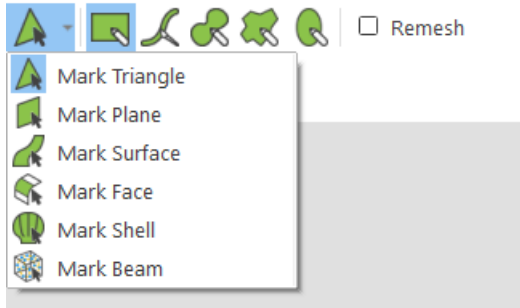 Remesh
Mark Triangle
Mark Plane
Mark Surface
Mark Face
Mark Shell
Mark Beam